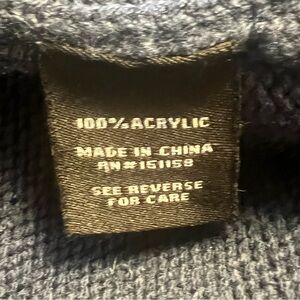 100% ACRYLIC
MADE IN CHINA
RN#151158
SEE REVERSE
FOR CARE